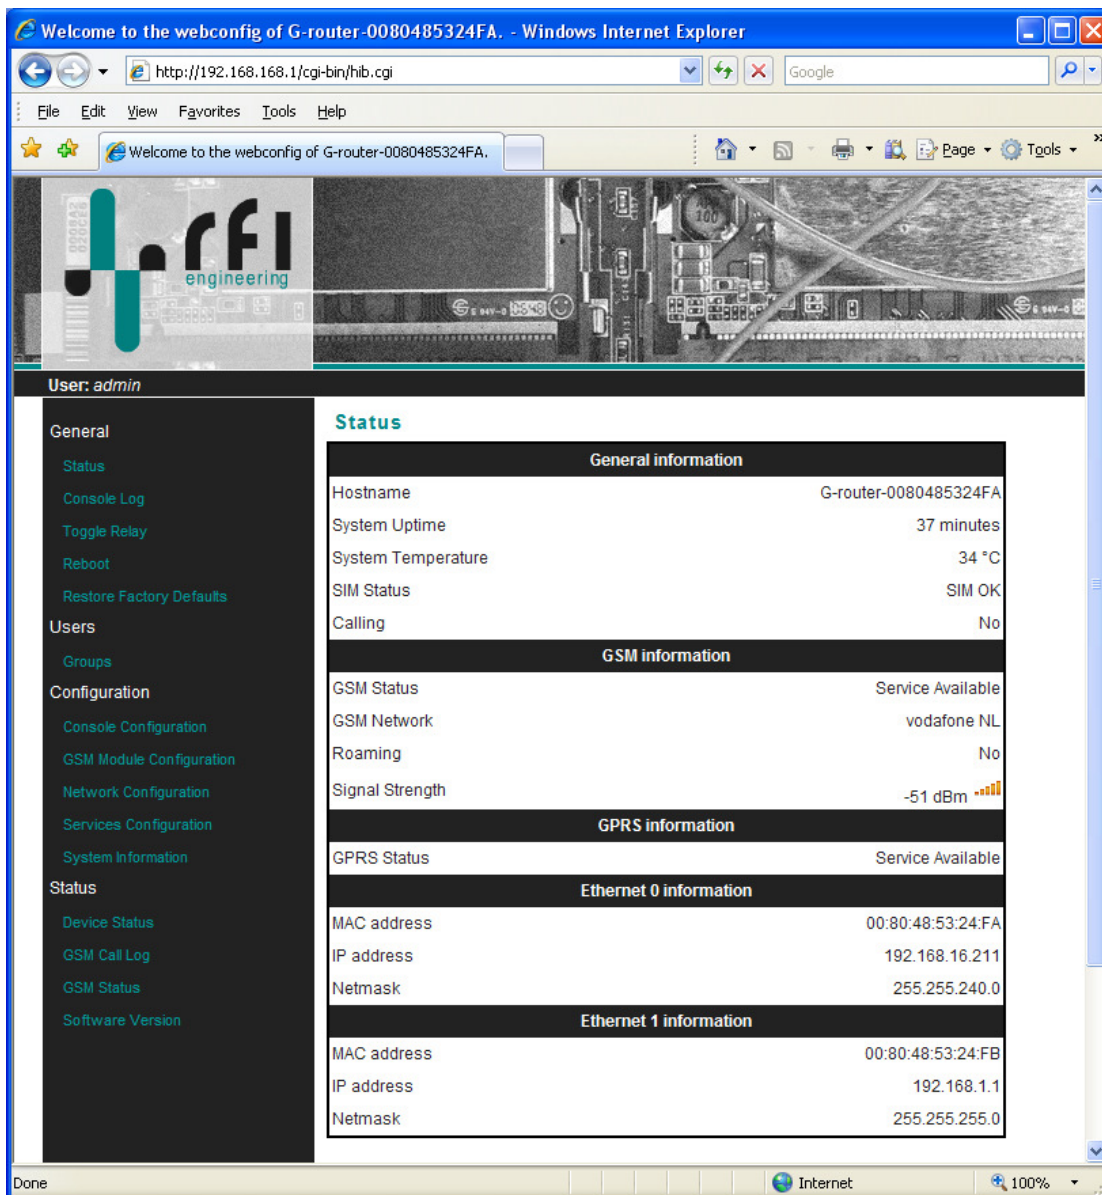 Welcome to the webconfig of G-router-0080485324FA. - Windows Internet Explorer
http://192.168.168.1/cgi-bin/hib.cgi
Google
File Edit View Favorites Tools Help
Welcome to the webconfig of G-router-0080485324FA.
Page Tools
rfi
engineering
User: admin
General
Status
Console Log
Toggle Relay
Reboot
Restore Factory Defaults
Users
Groups
Configuration
Console Configuration
GSM Module Configuration
Network Configuration
Services Configuration
System Information
Status
Device Status
GSM Call Log
GSM Status
Software Version
Status
General information
Hostname G-router-0080485324FA
System Uptime 37 minutes
System Temperature 34 °C
SIM Status SIM OK
Calling No
GSM information
GSM Status Service Available
GSM Network vodafone NL
Roaming No
Signal Strength -51 dBm
GPRS information
GPRS Status Service Available
Ethernet 0 information
MAC address 00:80:48:53:24:FA
IP address 192.168.16.211
Netmask 255.255.240.0
Ethernet 1 information
MAC address 00:80:48:53:24:FB
IP address 192.168.1.1
Netmask 255.255.255.0
Done Internet 100%